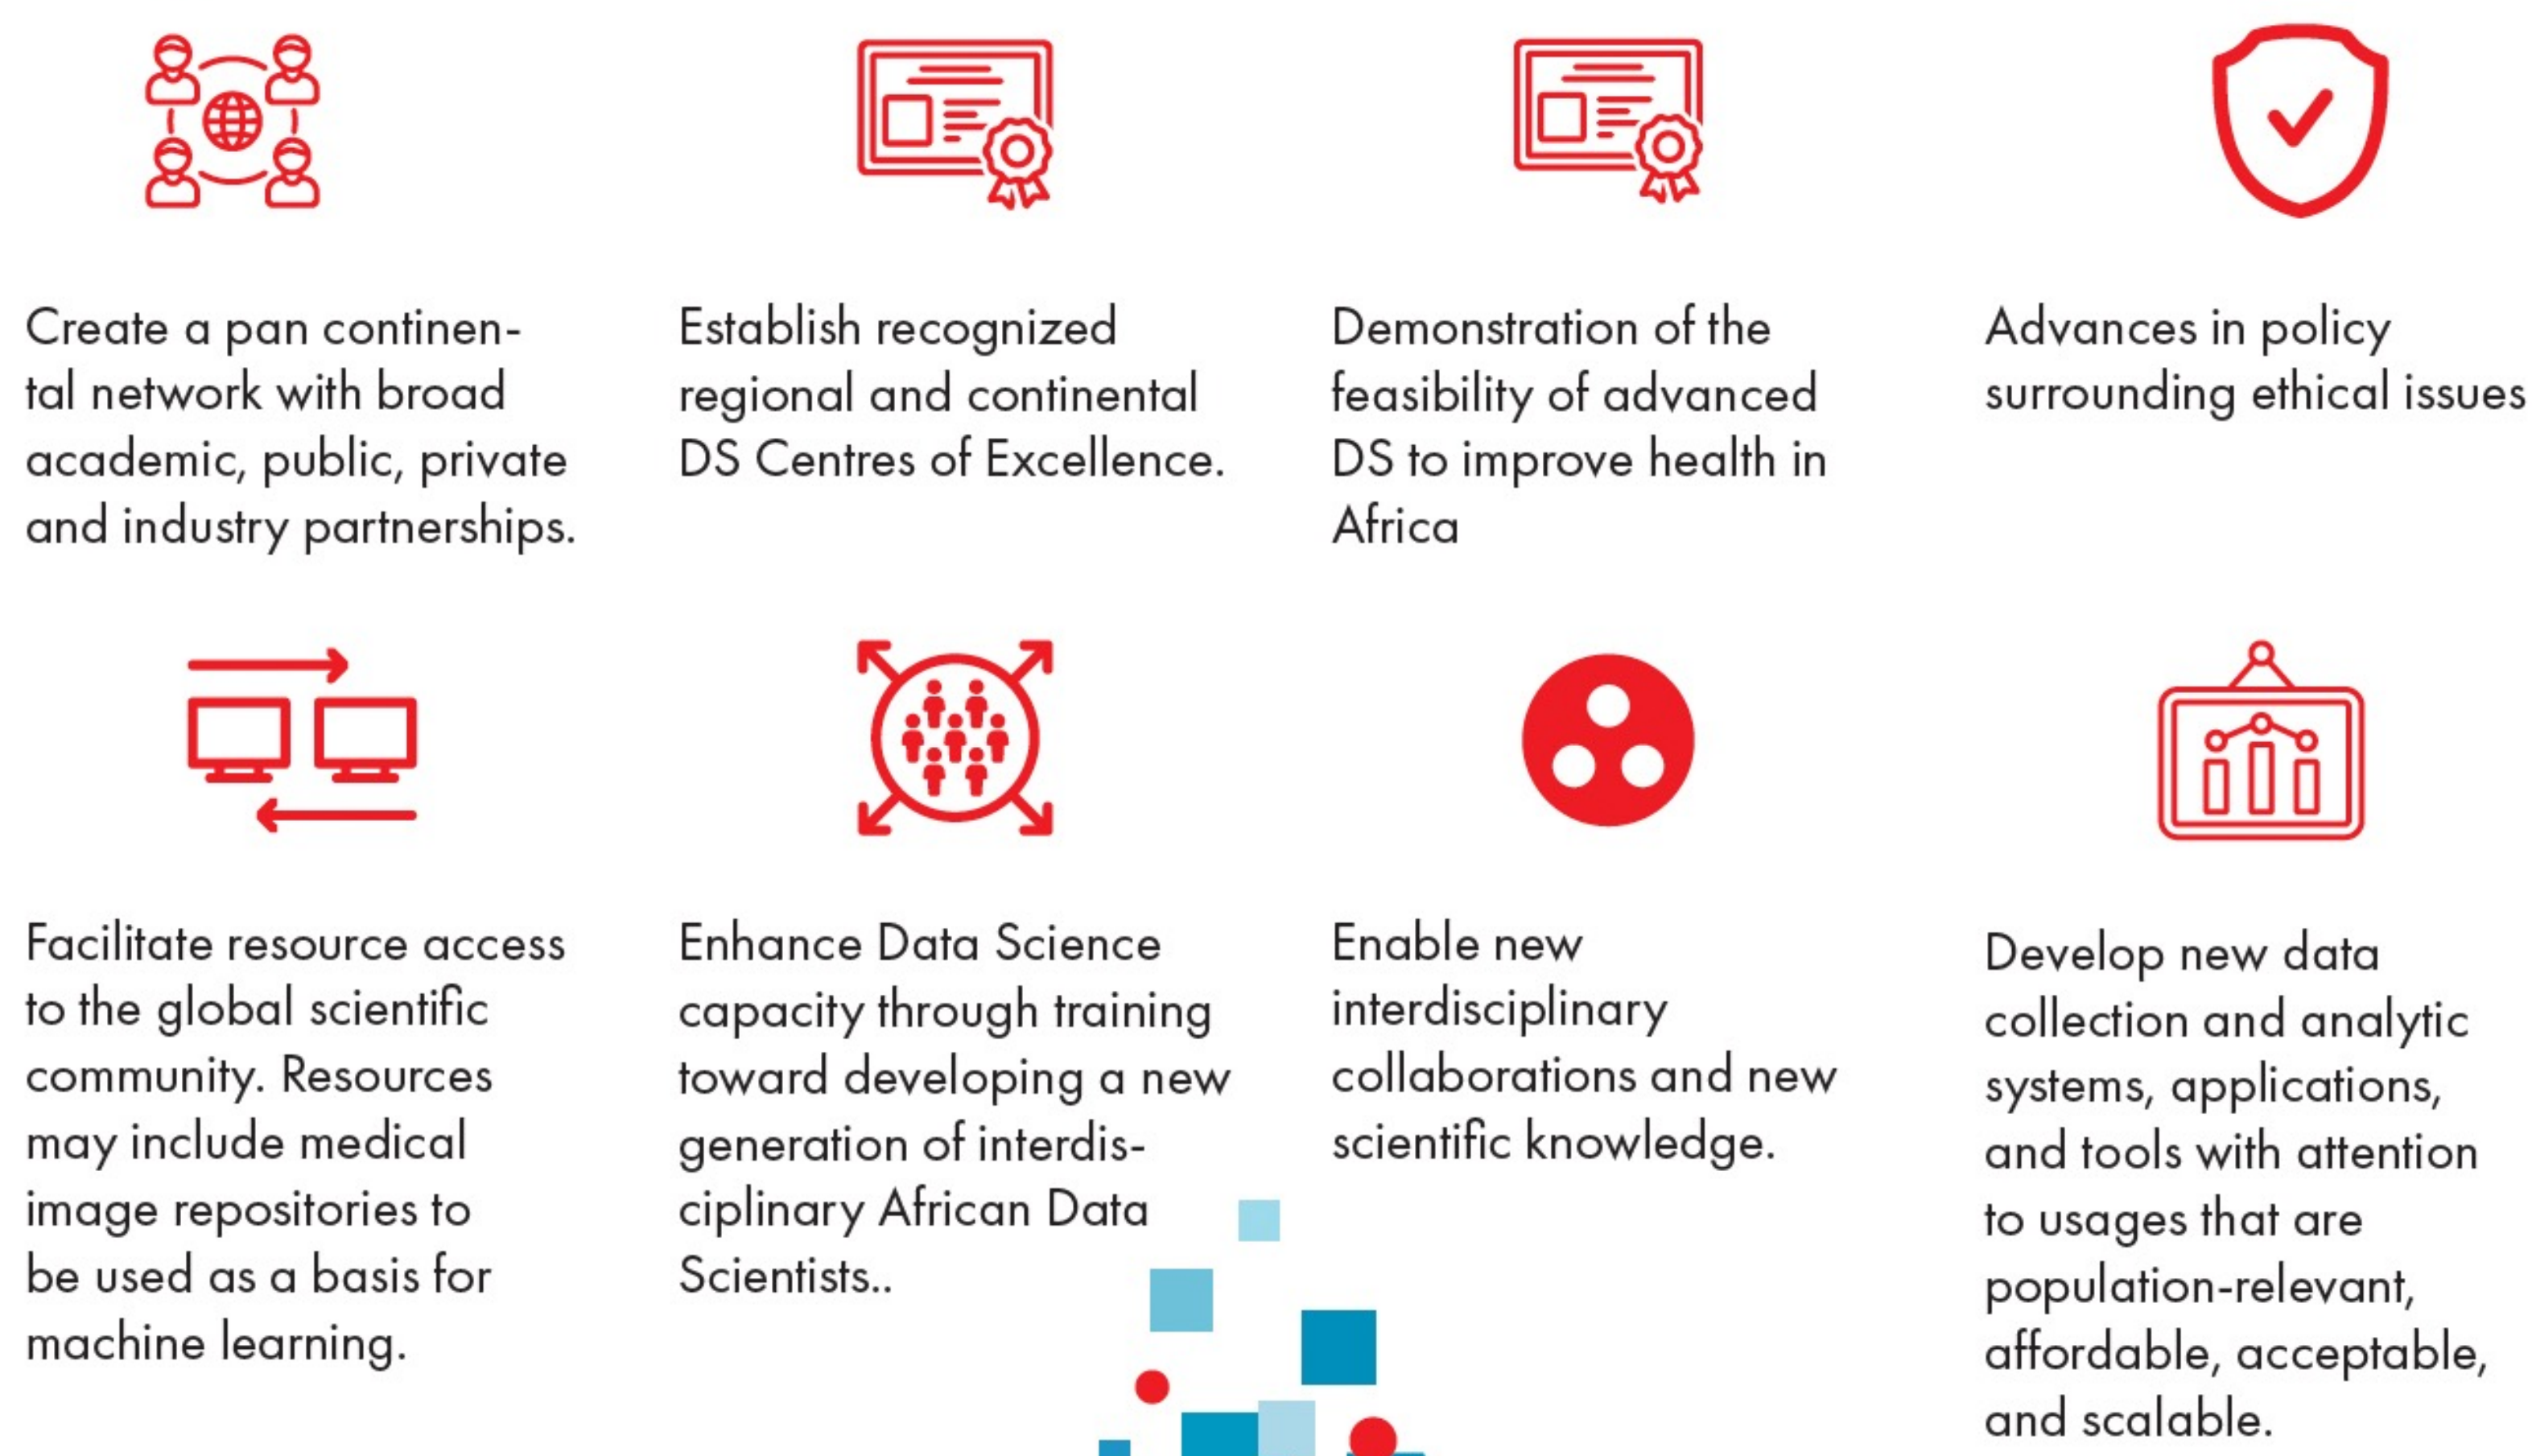 Create a pan continen-
tal network with broad
academic, public, private
and industry partnerships.
Establish recognized
regional and continental
DS Centres of Excellence.
Demonstration of the
feasibility of advanced
DS to improve health in
Africa
Advances in policy
surrounding ethical issues
Facilitate resource access
to the global scientific
community. Resources
may include medical
image repositories to
be used as a basis for
machine learning.
Enhance Data Science
capacity through training
toward developing a new
generation of interdis-
ciplinary African Data
Scientists..
Enable new
interdisciplinary
collaborations and new
scientific knowledge.
Develop new data
collection and analytic
systems, applications,
and tools with attention
to usages that are
population-relevant,
affordable, acceptable,
and scalable.